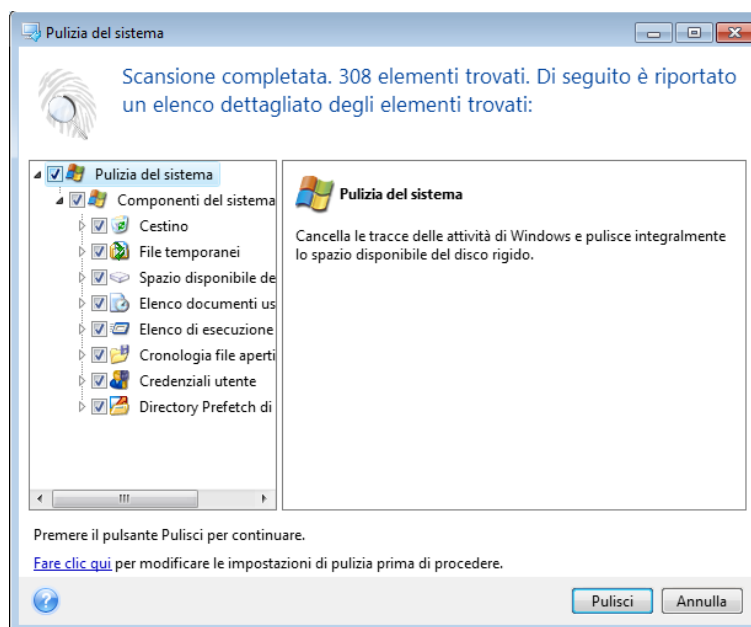 Pulizia del sistema
Scansione completata. 308 elementi trovati. Di seguito è riportato
un elenco dettagliato degli elementi trovati:
Pulizia del sistema
Componenti del sistema
Cestino
File temporanei
Spazio disponibile de
Elenco documenti us
Elenco di esecuzione
Cronologia file aperti
Credenziali utente
Directory Prefetch di
Pulizia del sistema
Cancella le tracce delle attività di Windows e pulisce integralmente
lo spazio disponibile del disco rigido.
Premere il pulsante Pulisci per continuare.
Fare clic qui per modificare le impostazioni di pulizia prima di procedere.
Pulisci Annulla